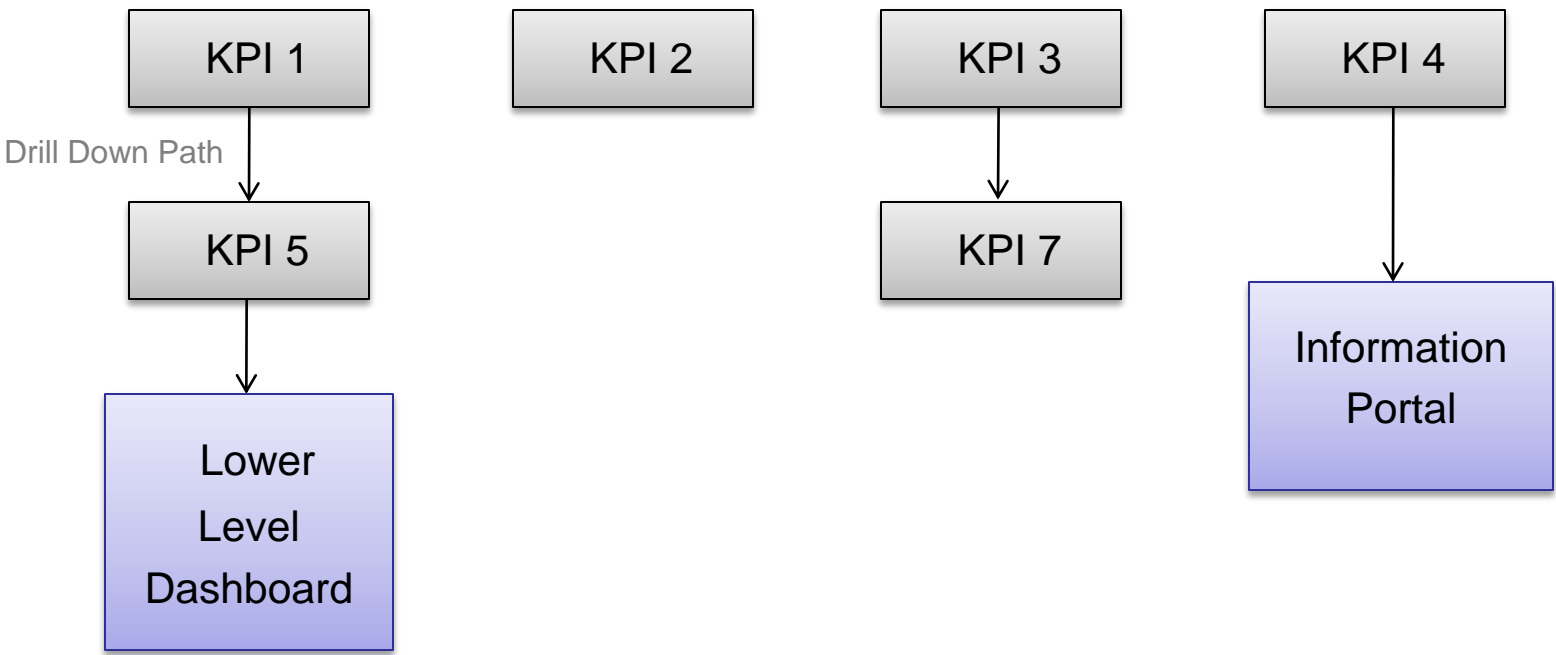 KPI 1
KPI 2
KPI 3
KPI 4
Drill Down Path
KPI 5
KPI 7
Information
Portal
Lower
Level
Dashboard